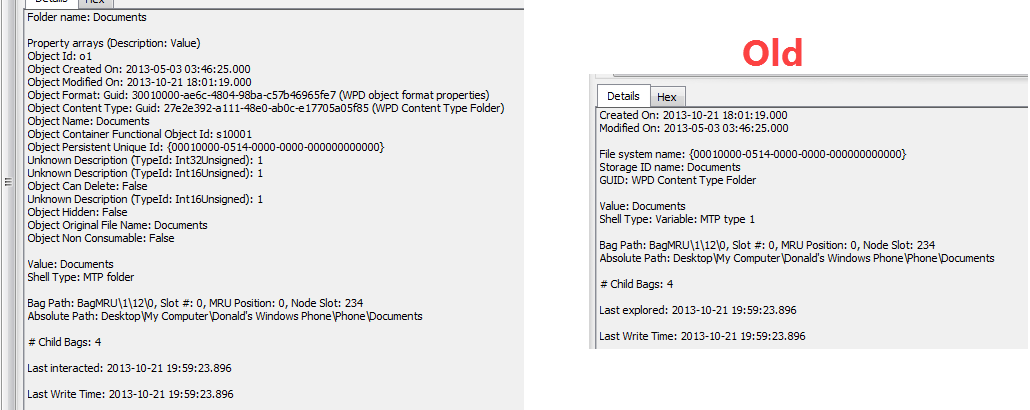 Details Hex
Folder name: Documents
Property arrays (Description: Value)
Object Id: o1
Object Created On: 2013-05-03 03:46:25.000
Object Modified On: 2013-10-21 18:01:19.000
Object Format: Guid: 30010000-ae6c-4804-98ba-c57b46965fe7 (WPD object format properties)
Object Content Type: Guid: 27e2e392-a111-48e0-ab0c-e17705a05f85 (WPD Content Type Folder)
Object Name: Documents
Object Container Functional Object Id: s10001
Object Persistent Unique Id: {00010000-0514-0000-0000-000000000000}
Unknown Description (TypeId: Int32Unsigned): 1
Unknown Description (TypeId: Int16Unsigned): 1
Object Can Delete: False
Unknown Description (TypeId: Int16Unsigned): 1
Object Hidden: False
Object Original File Name: Documents
Object Non Consumable: False
Value: Documents
Shell Type: MTP folder
Bag Path: BagMRU\1\12\0, Slot #: 0, MRU Position: 0, Node Slot: 234
Absolute Path: Desktop\My Computer\Donald's Windows Phone\Phone\Documents
# Child Bags: 4
Last interacted: 2013-10-21 19:59:23.896
Last Write Time: 2013-10-21 19:59:23.896
Old
Details Hex
Created On: 2013-10-21 18:01:19.000
Modified On: 2013-05-03 03:46:25.000
File system name: {00010000-0514-0000-0000-000000000000}
Storage ID name: Documents
GUID: WPD Content Type Folder
Value: Documents
Shell Type: Variable: MTP type 1
Bag Path: BagMRU\1\12\0, Slot #: 0, MRU Position: 0, Node Slot: 234
Absolute Path: Desktop\My Computer\Donald's Windows Phone\Phone\Documents
# Child Bags: 4
Last explored: 2013-10-21 19:59:23.896
Last Write Time: 2013-10-21 19:59:23.896